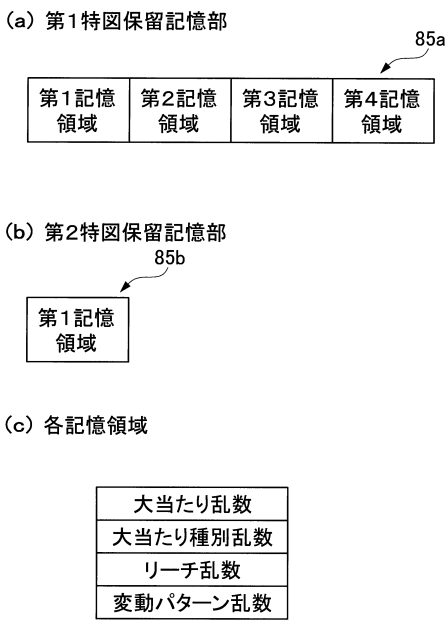 (a) 第1特図保留記憶部
85a
第1記憶
領域
第2記憶
領域
第3記憶
領域
第4記憶
領域
(b) 第2特図保留記憶部
85b
第1記憶
領域
(c) 各記憶領域
大当たり乱数
大当たり種別乱数
リーチ乱数
変動パターン乱数